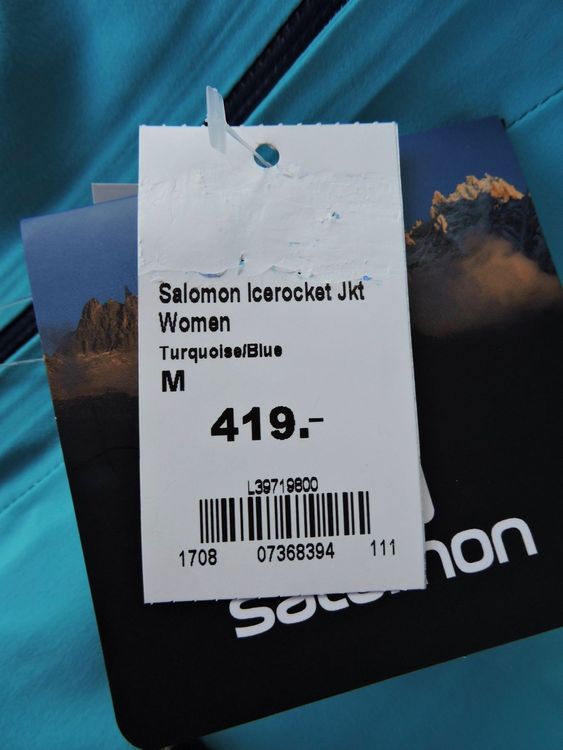 Salomon Icerocket Jkt
Women
Turquoise/Blue
M
419.-
L39719800
1708 07368394 111
salomon